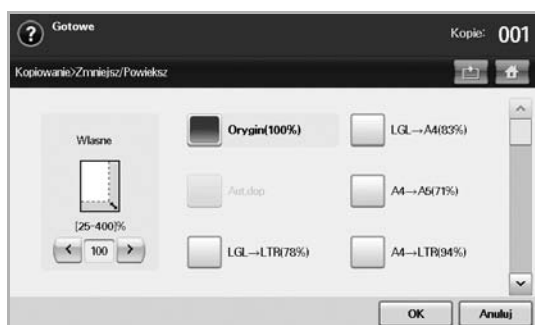 Gotowe
Kopie: 001
Kopiowanie>Zmniejsz/Powieksz
Własne
[25-400]%
100
Orygin(100%)
LGL→A4(83%)
Aut.dop
A4→A5(71%)
LGL→LTR(78%)
A4→LTR(94%)
OK
Anuluj